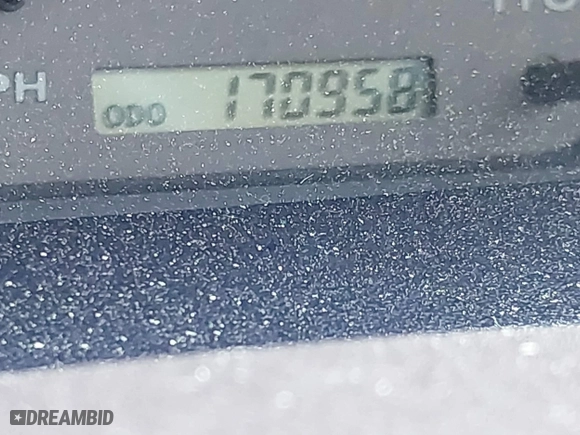 PH
ODO 170958
DREAMBID